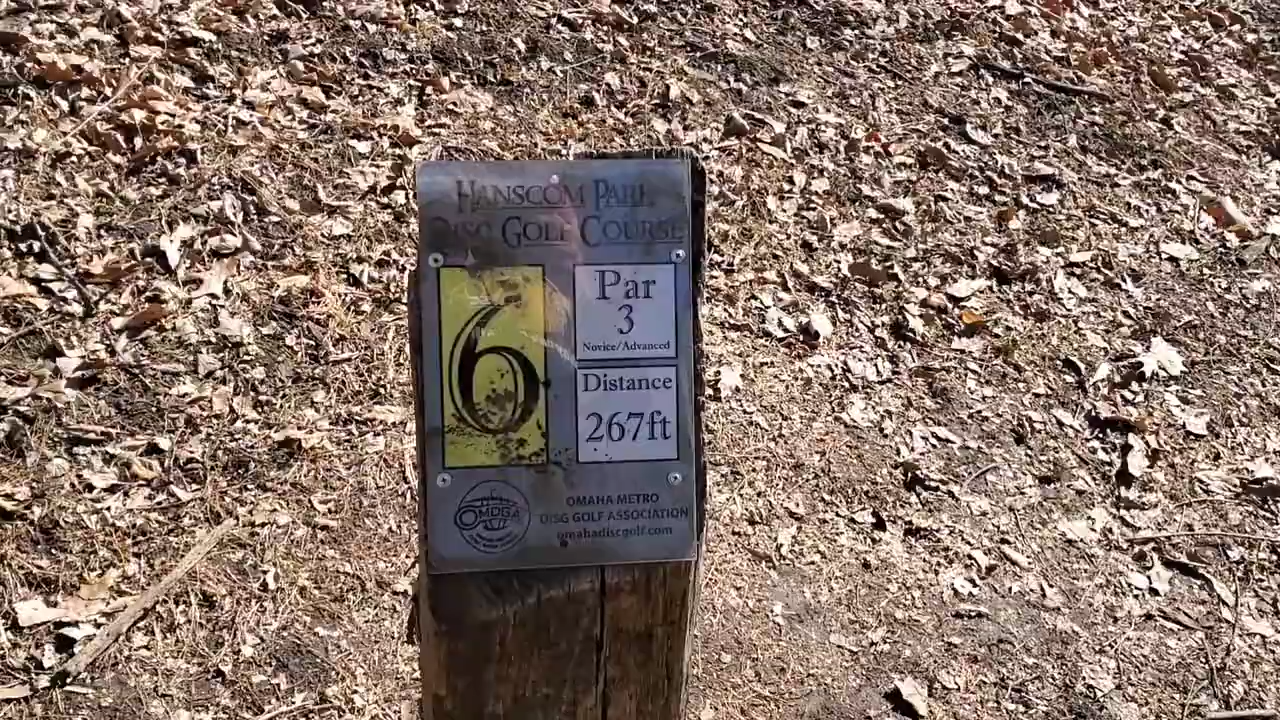 HANSCOM PARK
DISC GOLF COURSE
6
Par
3
Novice/Advanced
Distance
267ft
OMDGA
OMAHA METRO
DISC GOLF ASSOCIATION
omahadiscgolf.com